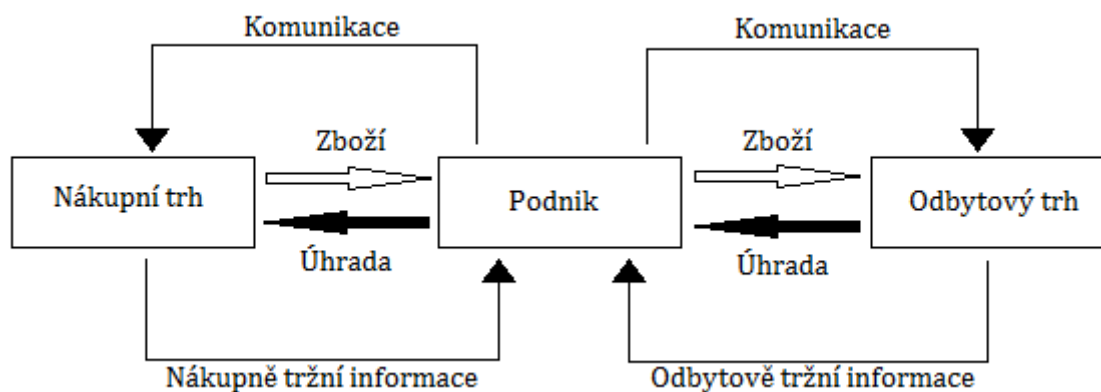 Komunikace
Komunikace
Zboží
Zboží
Nákupní trh
Podnik
Odbytový trh
Úhrada
Úhrada
Nákupně tržní informace
Odbytově tržní informace